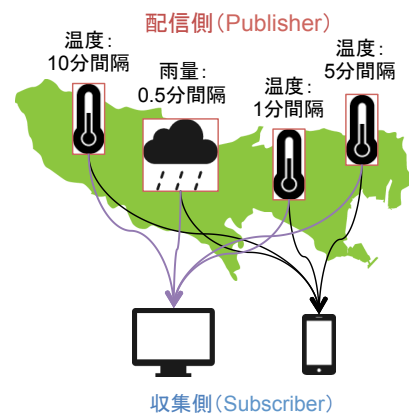 配信側(Publisher)
温度:
10分間隔
雨量:
0.5分間隔
温度:
1分間隔
温度:
5分間隔
収集側(Subscriber)